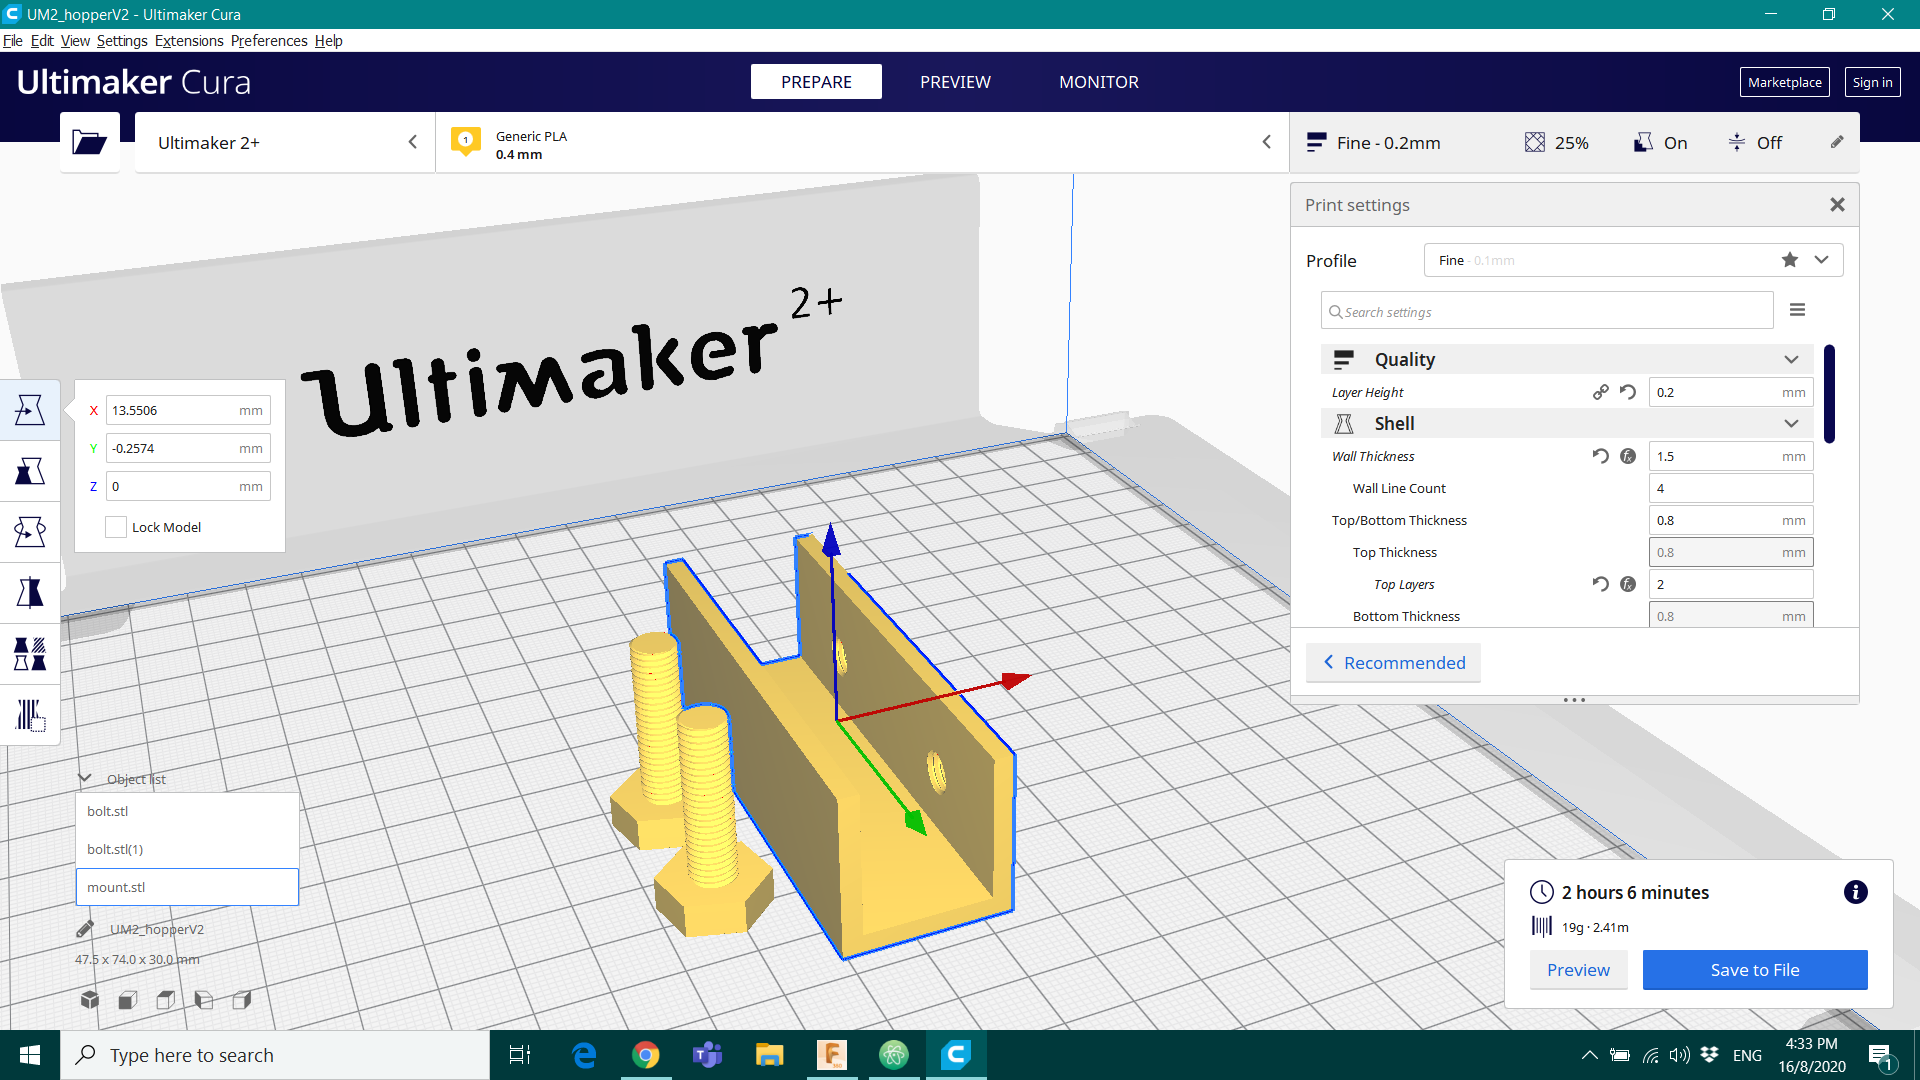 UM2_hopperV2 - Ultimaker Cura
File Edit View Settings Extensions Preferences Help
Ultimaker Cura
PREPARE
PREVIEW
MONITOR
Marketplace
Sign in
Ultimaker 2+
1
Generic PLA
0.4 mm
Fine - 0.2mm
25%
On
Off
Print settings
Profile
Fine - 0.1mm
Search settings
Quality
Layer Height 0.2 mm
Shell
Wall Thickness 1.5 mm
Wall Line Count 4
Top/Bottom Thickness 0.8 mm
Top Thickness 0.8 mm
Top Layers 2
Bottom Thickness 0.8 mm
Recommended
Ultimaker 2+
X 13.5506 mm
Y -0.2574 mm
Z 0 mm
Lock Model
Object list
bolt.stl
bolt.stl(1)
mount.stl
UM2_hopperV2
47.5 x 74.0 x 30.0 mm
2 hours 6 minutes
19g · 2.41m
Preview
Save to File
Type here to search
ENG
4:33 PM
16/8/2020
1